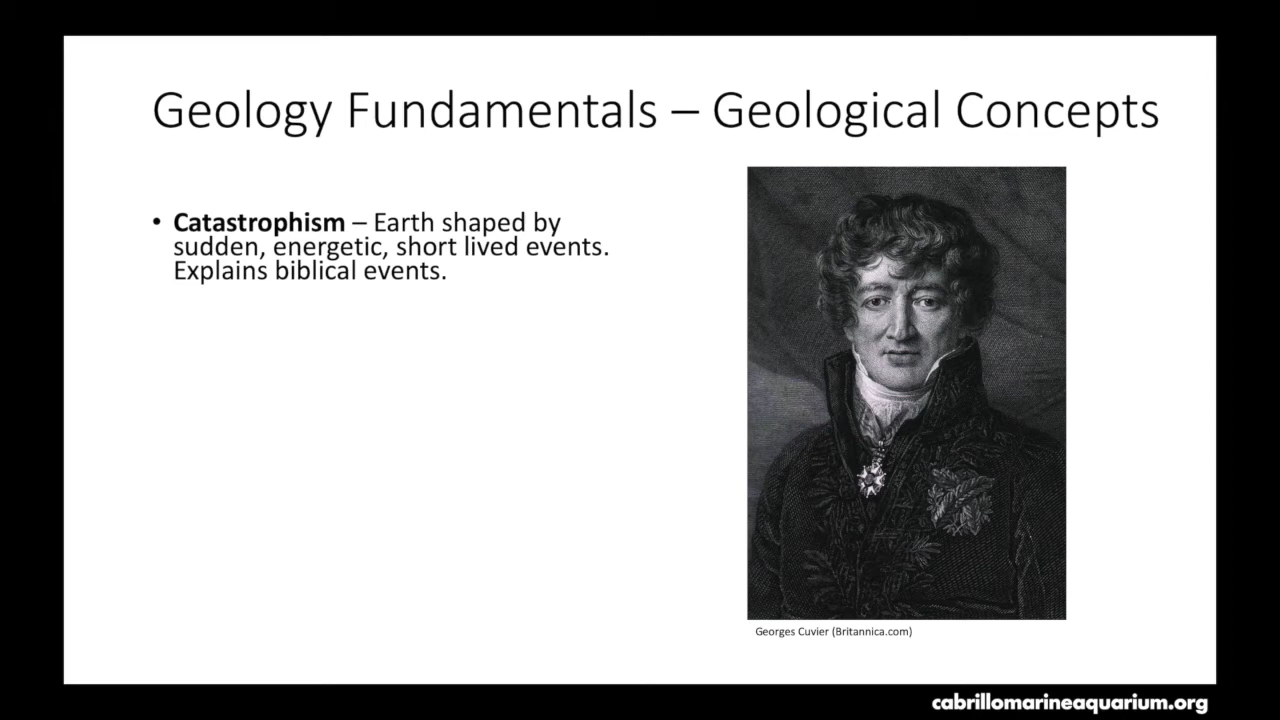 Geology Fundamentals – Geological Concepts
• Catastrophism – Earth shaped by
sudden, energetic, short lived events.
Explains biblical events.
Georges Cuvier (Britannica.com)
cabrillomarineaquarium.org